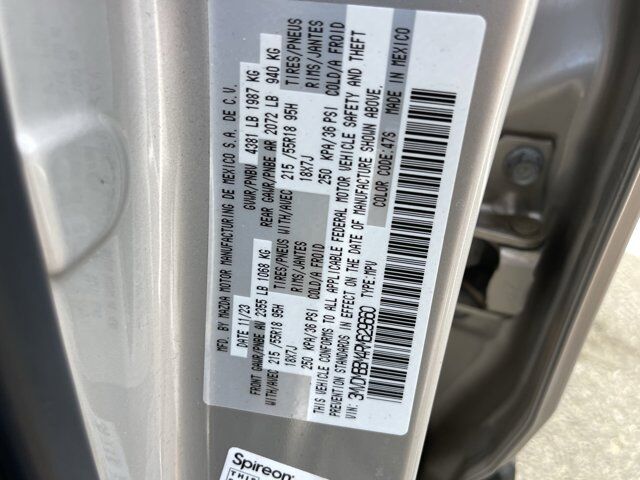 MFD. BY MAZDA MOTOR MANUFACTURING DE MEXICO S.A. DE C.V.
DATE 11/23 GVWR/PNBV 4381 LB 1987 KG
FRONT GAWR/PNBE AV 2355 LB 1068 KG REAR GAWR/PNBE AR 2072 LB 940 KG
WITH/AVEC 215 /55R18 95H TIRES/PNEUS WITH/AVEC 215 /55R18 95H TIRES/PNEUS
18X7J RIMS/JANTES 18X7J RIMS/JANTES
250 KPA/36 PSI COLD/A FROID 250 KPA/36 PSI COLD/A FROID
THIS VEHICLE CONFORMS TO ALL APPLICABLE FEDERAL MOTOR VEHICLE SAFETY AND THEFT
PREVENTION STANDARDS IN EFFECT ON THE DATE OF MANUFACTURE SHOWN ABOVE.
VIN: 3MVDMBBM4RM629660 TYPE:MPV COLOR CODE:47S MADE IN MEXICO
Spireon
THIS